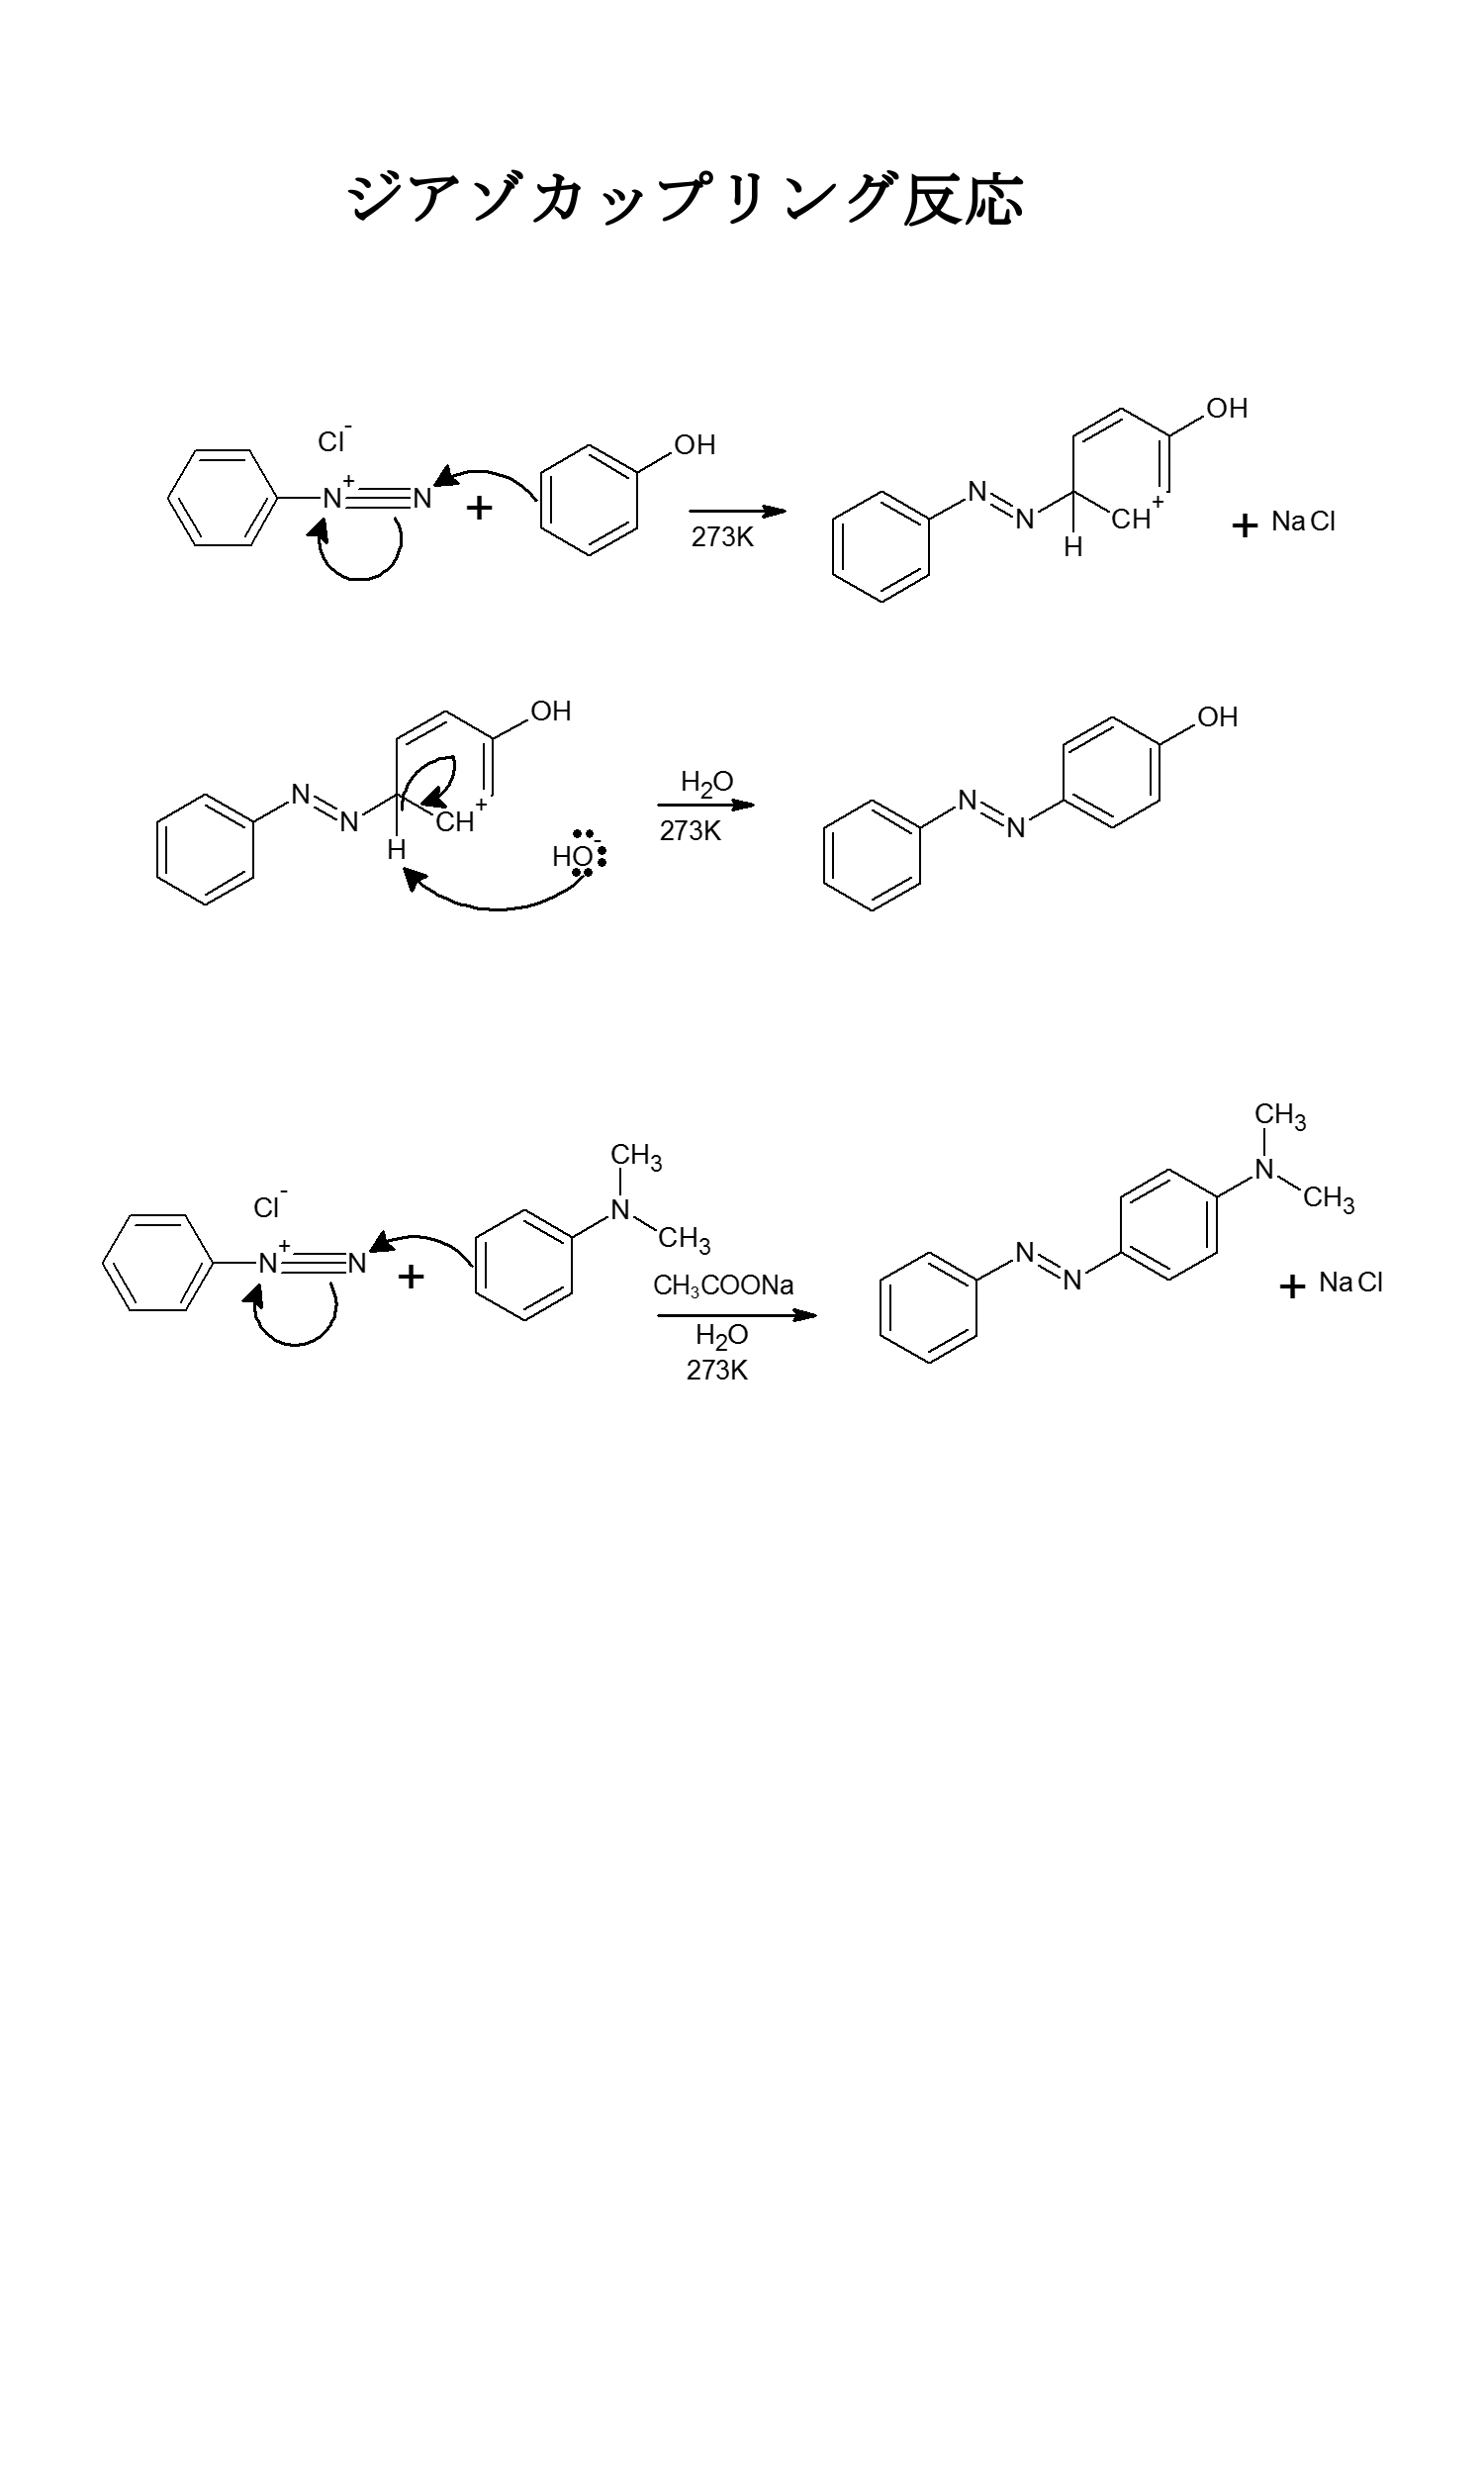 ジアゾカップリング反応
Cl-
N+ N + OH
273K
N N H CH+ OH + NaCl
N N H CH+ OH
HO-
H2O
273K
N N OH
Cl-
N+ N + N CH3 CH3
CH3COONa
H2O
273K
N N N CH3 CH3 + NaCl